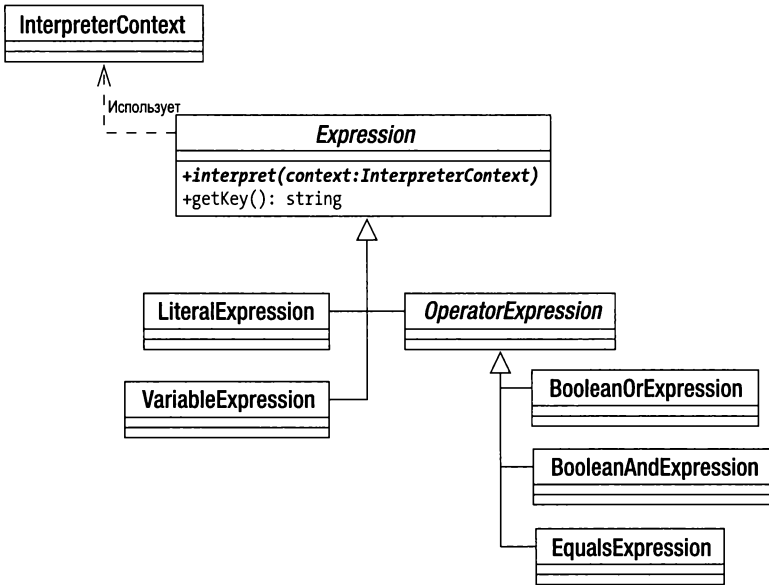 InterpreterContext
Использует
Expression
+interpret(context:InterpreterContext)
+getKey(): string
LiteralExpression
OperatorExpression
VariableExpression
BooleanOrExpression
BooleanAndExpression
EqualsExpression